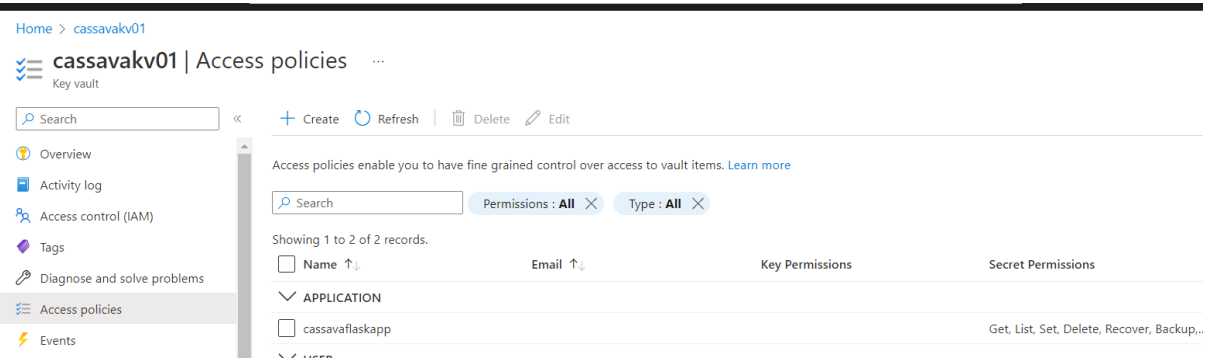 Home > cassavakv01
cassavakv01 | Access policies ...
Key vault
Search
«
Overview
Activity log
Access control (IAM)
Tags
Diagnose and solve problems
Access policies
Events
+ Create Refresh Delete Edit
Access policies enable you to have fine grained control over access to vault items. Learn more
Search
Permissions : All
Type : All
Showing 1 to 2 of 2 records.
Name ↑↓ Email ↑↓ Key Permissions Secret Permissions
APPLICATION
cassavaflaskapp Get, List, Set, Delete, Recover, Backup,...
USER